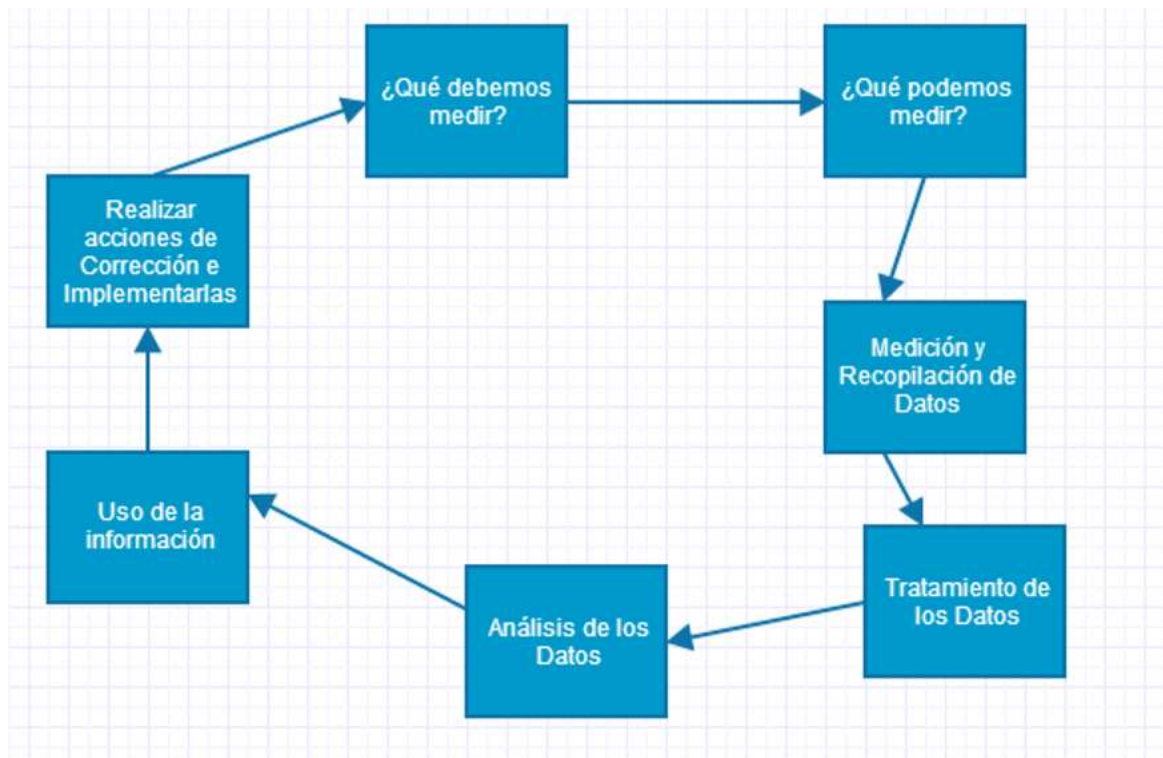 ¿Qué debemos
medir?
¿Qué podemos
medir?
Medición y
Recopilación de
Datos
Tratamiento de
los Datos
Análisis de los
Datos
Uso de la
información
Realizar
acciones de
Corrección e
Implementarlas